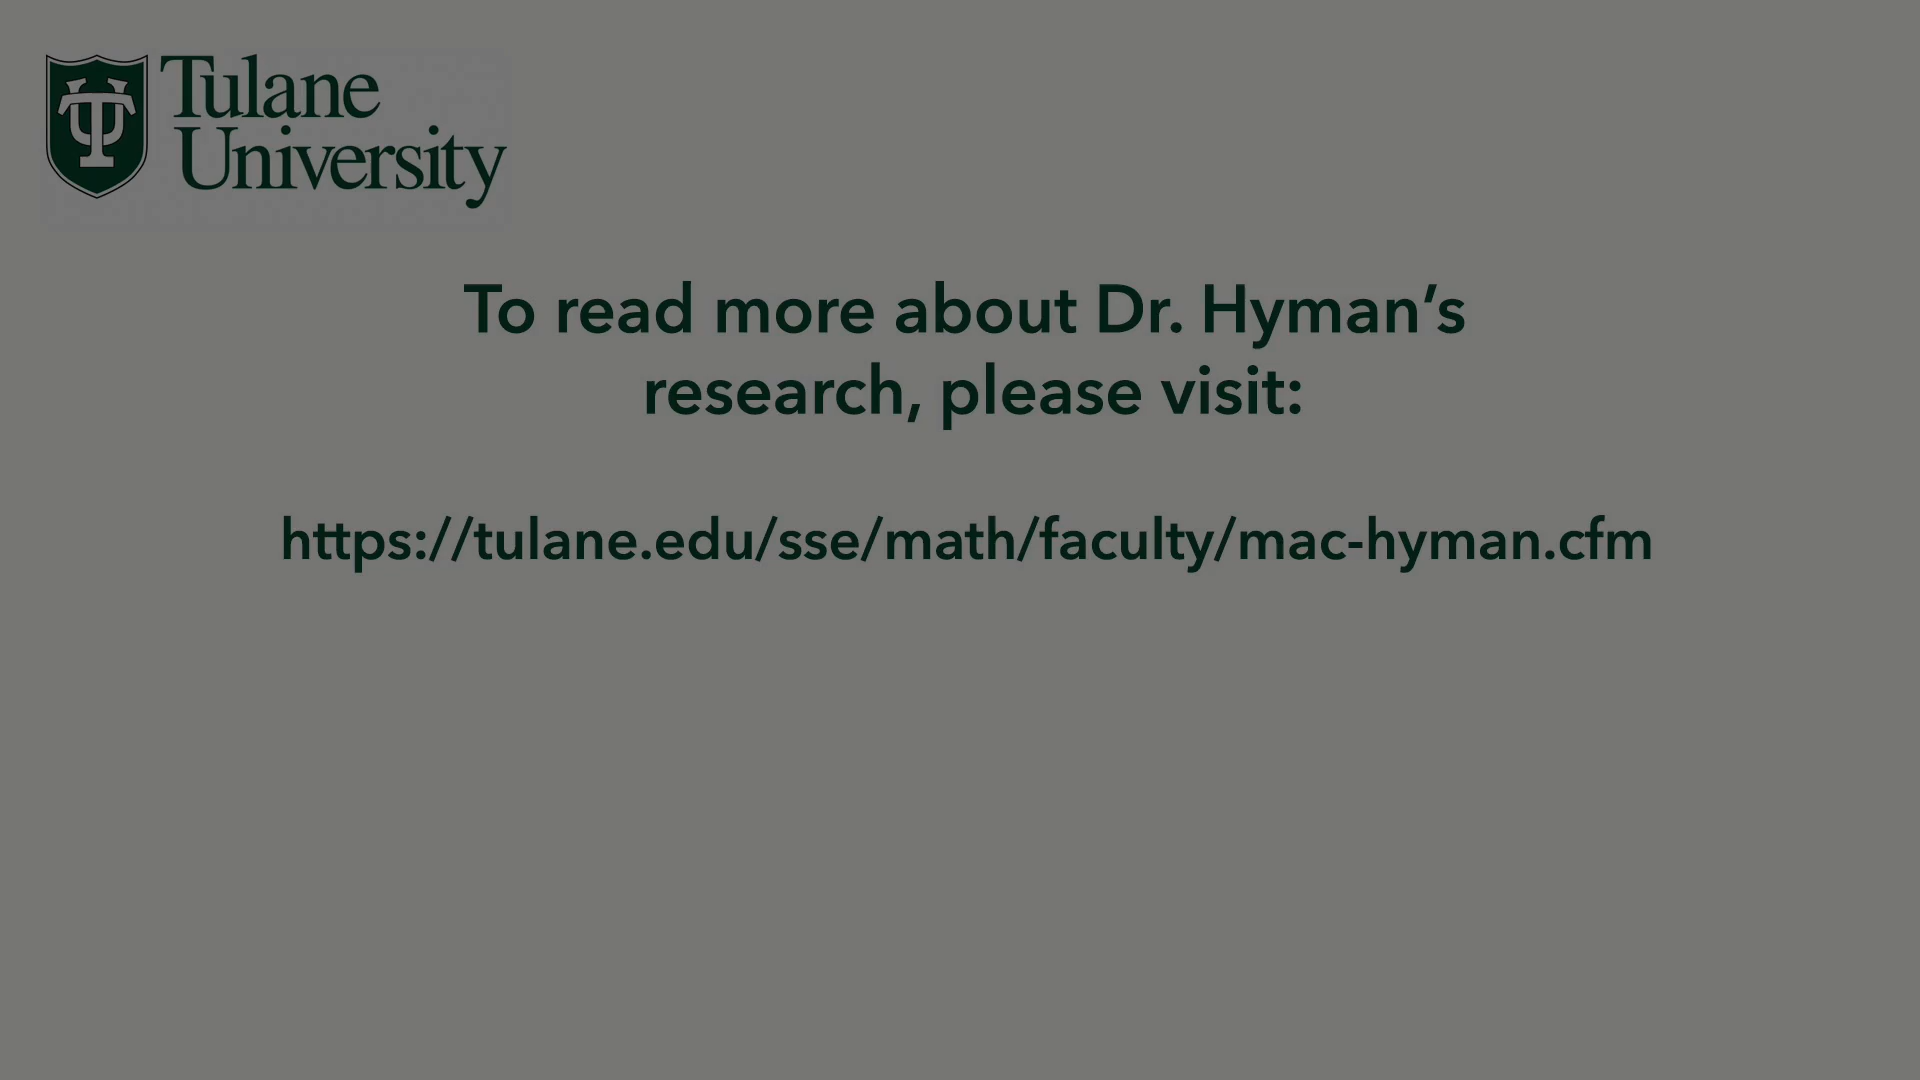 Tulane
University
To read more about Dr. Hyman’s
research, please visit:
https://tulane.edu/sse/math/faculty/mac-hyman.cfm